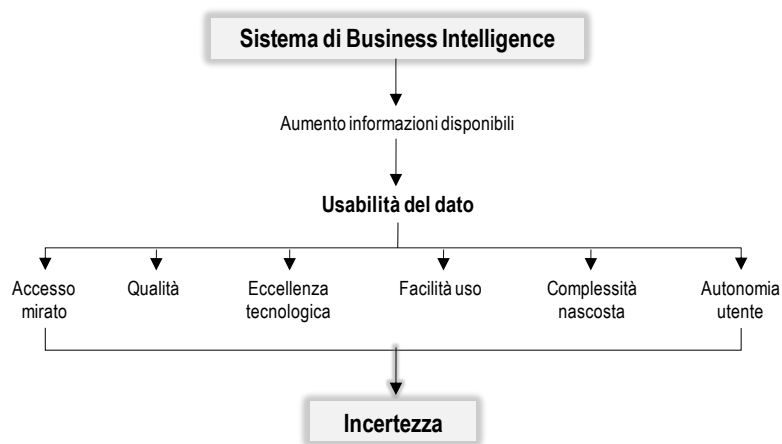 Sistema di Business Intelligence
Aumento informazioni disponibili
Usabilità del dato
Accesso
mirato
Qualità
Eccellenza
tecnologica
Facilità uso
Complessità
nascosta
Autonomia
utente
Incertezza